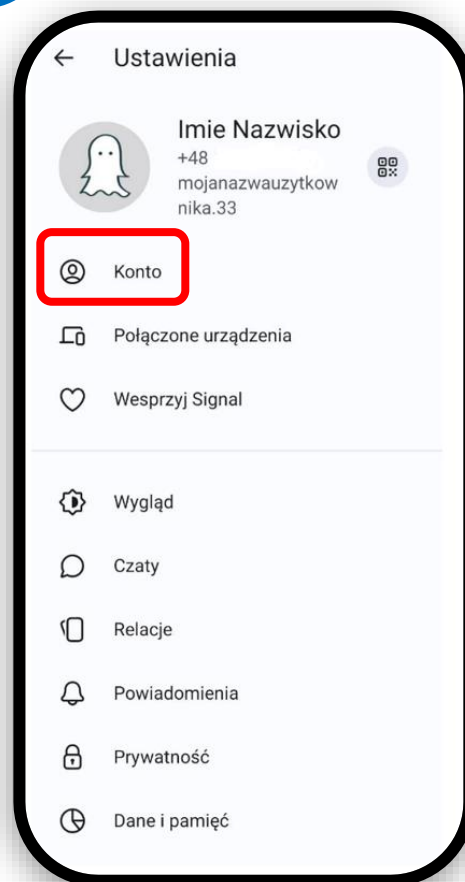 Ustawienia
Imie Nazwisko
+48
mojanazwauzytkow
nika.33
Konto
Połączone urządzenia
Wesprzyj Signal
Wygląd
Czaty
Relacje
Powiadomienia
Prywatność
Dane i pamięć